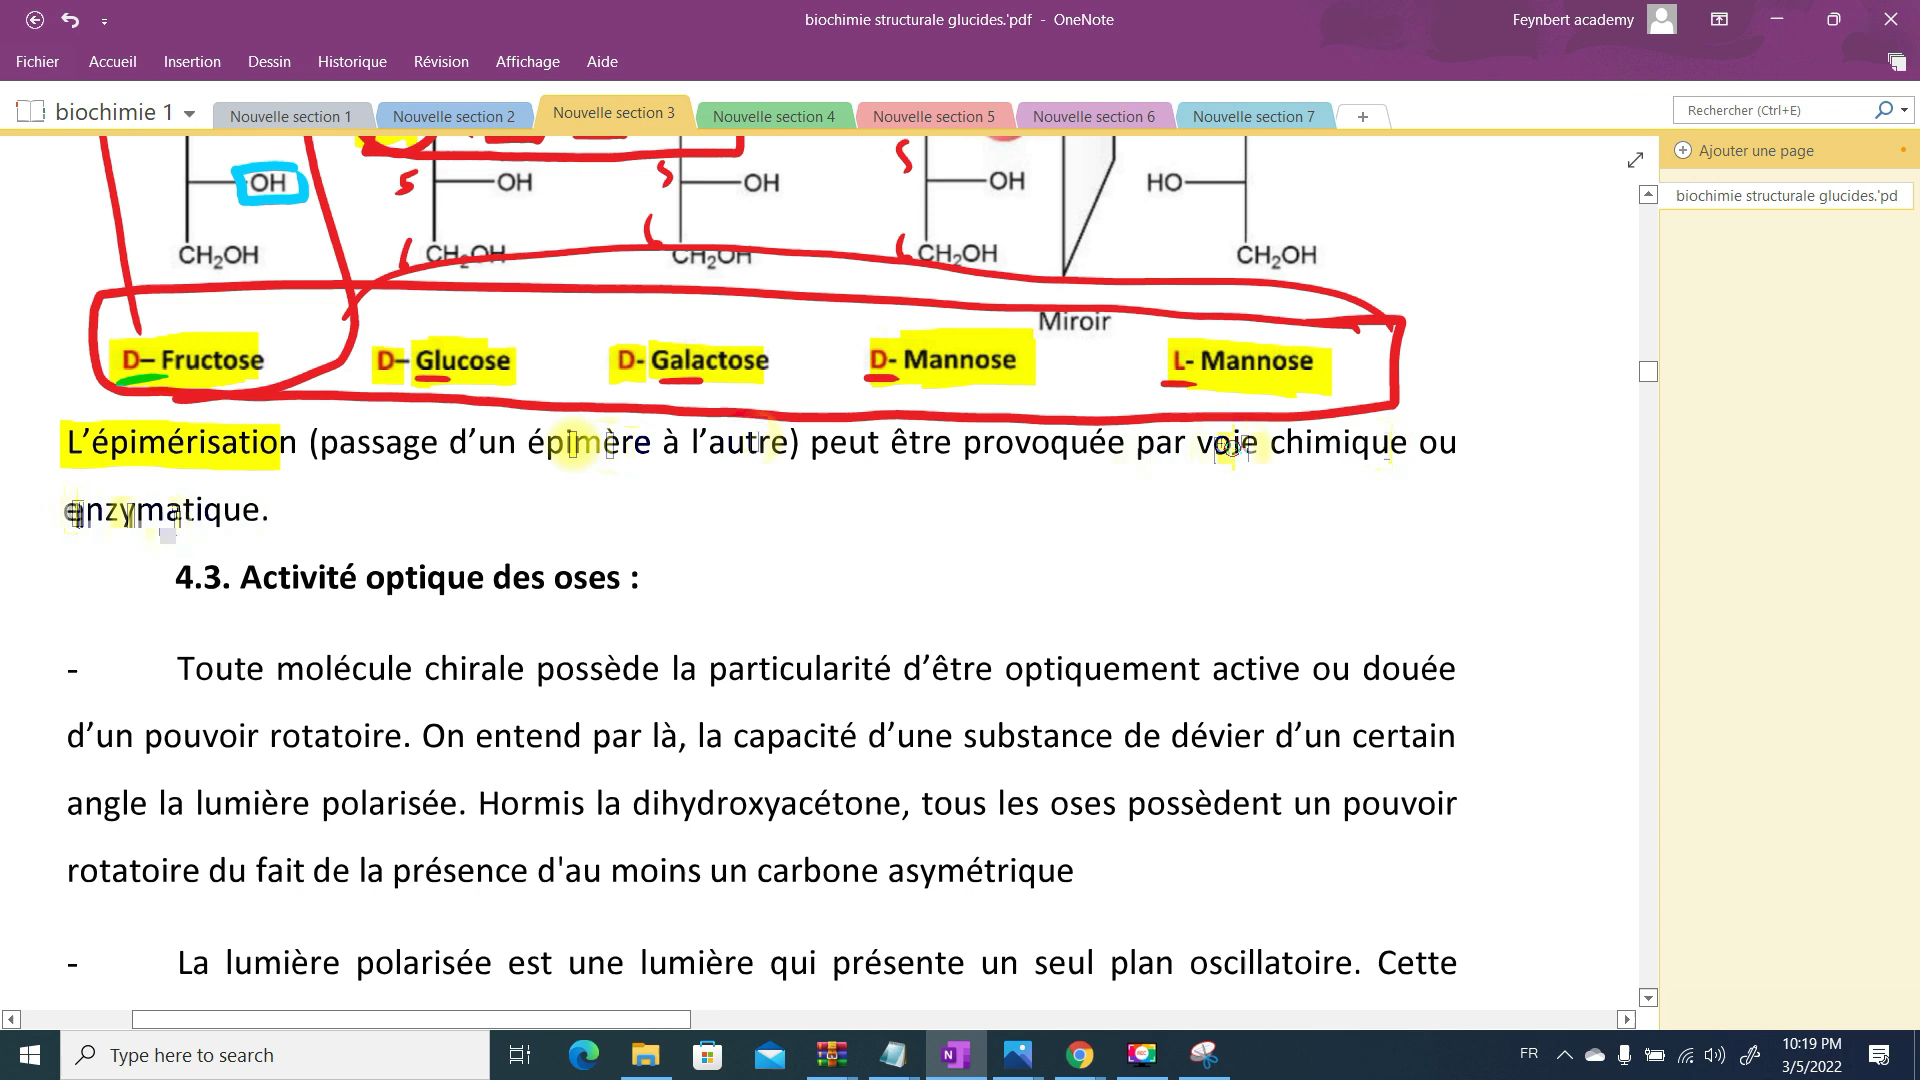 biochimie structurale glucides.'pdf - OneNote
Feynbert academy
Fichier Accueil Insertion Dessin Historique Révision Affichage Aide
biochimie 1
Nouvelle section 1 Nouvelle section 2 Nouvelle section 3 Nouvelle section 4 Nouvelle section 5 Nouvelle section 6 Nouvelle section 7 +
Rechercher (Ctrl+E)
Ajouter une page
biochimie structurale glucides.'pd
OH 5 OH 5 OH 5 OH HO
CH₂OH 6 CH₂OH 6 CH₂OH 6 CH₂OH CH₂OH
Miroir
D– Fructose D– Glucose D- Galactose D- Mannose L- Mannose
L’épimérisation (passage d’un épimère à l’autre) peut être provoquée par voie chimique ou
enzymatique.
4.3. Activité optique des oses :
- Toute molécule chirale possède la particularité d’être optiquement active ou douée
d’un pouvoir rotatoire. On entend par là, la capacité d’une substance de dévier d’un certain
angle la lumière polarisée. Hormis la dihydroxyacétone, tous les oses possèdent un pouvoir
rotatoire du fait de la présence d'au moins un carbone asymétrique
- La lumière polarisée est une lumière qui présente un seul plan oscillatoire. Cette
Type here to search
FR
10:19 PM
3/5/2022